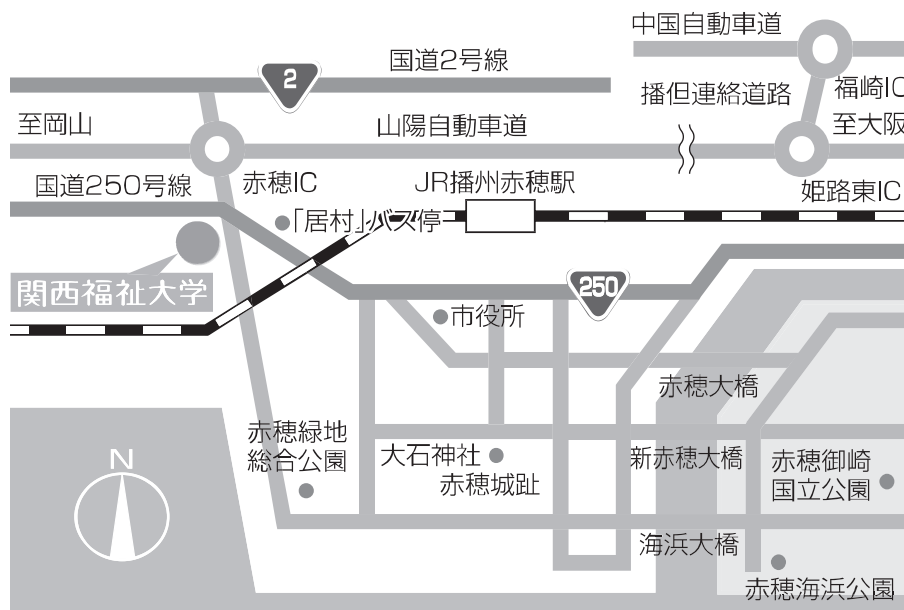 中国自動車道
国道2号線
2
播但連絡道路
福崎IC
至岡山
山陽自動車道
至大阪
国道250号線
赤穂IC
JR播州赤穂駅
姫路東IC
「居村」バス停
関西福祉大学
250
市役所
赤穂大橋
赤穂緑地
総合公園
大石神社
赤穂城趾
新赤穂大橋
赤穂御崎
国立公園
N
海浜大橋
赤穂海浜公園